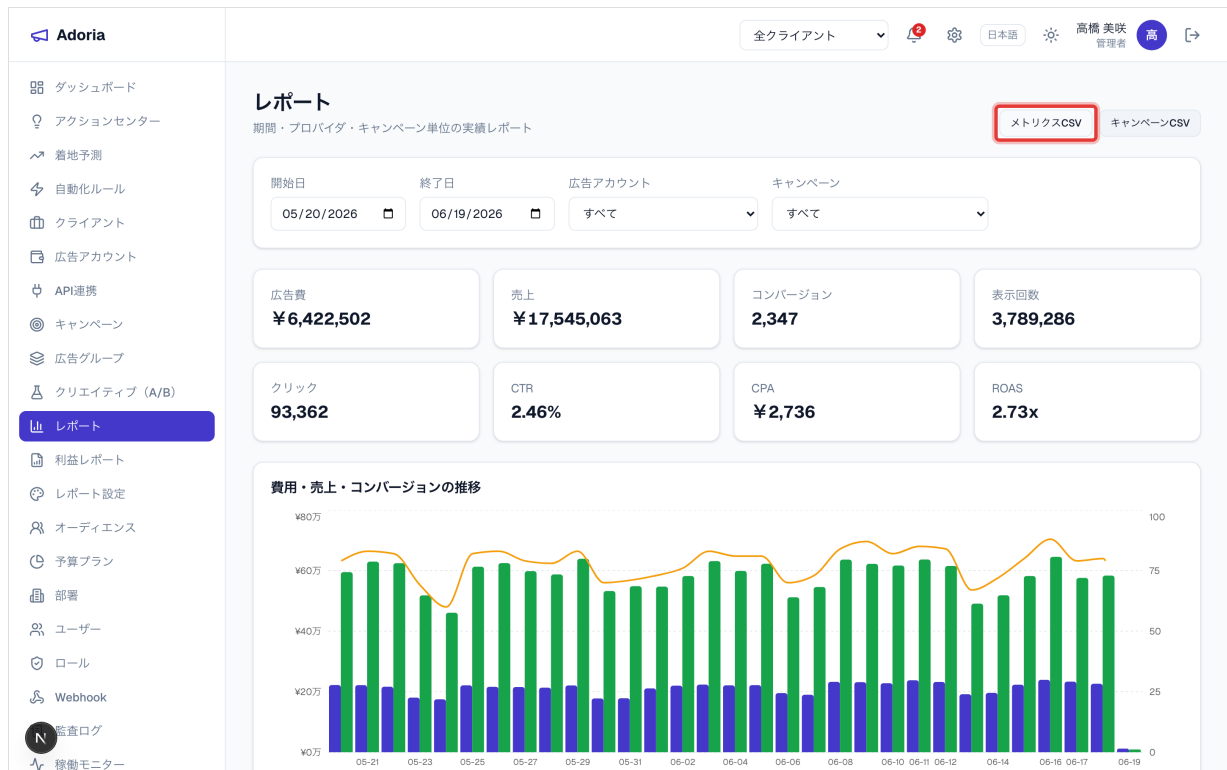 Adoria
全クライアント
2
日本語
高橋 美咲
管理者
高
ダッシュボード
アクションセンター
着地予測
自動化ルール
クライアント
広告アカウント
API連携
キャンペーン
広告グループ
クリエイティブ（A/B）
レポート
利益レポート
レポート設定
オーディエンス
予算プラン
部署
ユーザー
ロール
Webhook
監査ログ
N
稼働モニター
レポート
期間・プロバイダ・キャンペーン単位の実績レポート
メトリクスCSV
キャンペーンCSV
開始日
終了日
広告アカウント
キャンペーン
05/20/2026
06/19/2026
すべて
すべて
広告費
¥6,422,502
売上
¥17,545,063
コンバージョン
2,347
表示回数
3,789,286
クリック
93,362
CTR
2.46%
CPA
¥2,736
ROAS
2.73x
費用・売上・コンバージョンの推移
¥80万
¥60万
¥40万
¥20万
¥0万
100
75
50
25
0
05-21
05-23
05-25
05-27
05-29
05-31
06-02
06-04
06-06
06-08
06-10
06-11
06-12
06-14
06-16
06-17
06-19